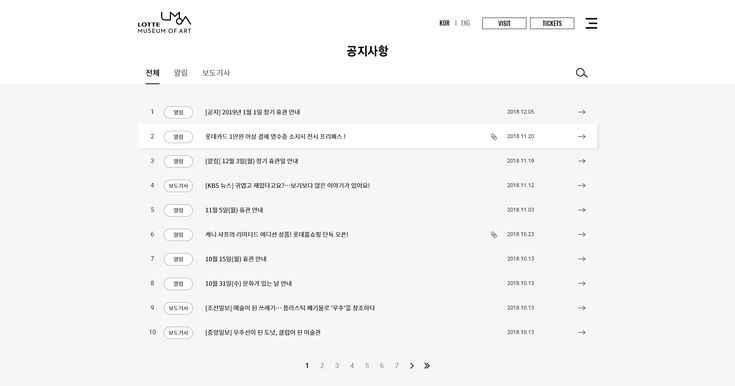 LOTTE LMOA
MUSEUM OF ART
KOR | ENG VISIT TICKETS
공지사항
전체 알림 보도기사
1 알림 [공지] 2019년 1월 1일 정기 휴관 안내 2018.12.05
2 알림 롯데카드 1만원 이상 결제 영수증 소지시 전시 프리패스 ! 2018.11.20
3 알림 [알림] 12월 3일(월) 정기 휴관일 안내 2018.11.19
4 보도기사 [KBS 뉴스] 귀엽고 재밌다고요?…보기보다 많은 이야기가 있어요! 2018.11.12
5 알림 11월 5일(월) 휴관 안내 2018.11.03
6 알림 케니 샤프의 리미티드 에디션 상품! 롯데홈쇼핑 단독 오픈! 2018.10.23
7 알림 10월 15일(월) 휴관 안내 2018.10.13
8 알림 10월 31일(수) 문화가 있는 날 안내 2018.10.13
9 보도기사 [조선일보] 예술이 된 쓰레기… 플라스틱 폐기물로 '우주'를 창조하다 2018.10.13
10 보도기사 [중앙일보] 우주선이 된 도넛, 클럽이 된 미술관 2018.10.13
1 2 3 4 5 6 7